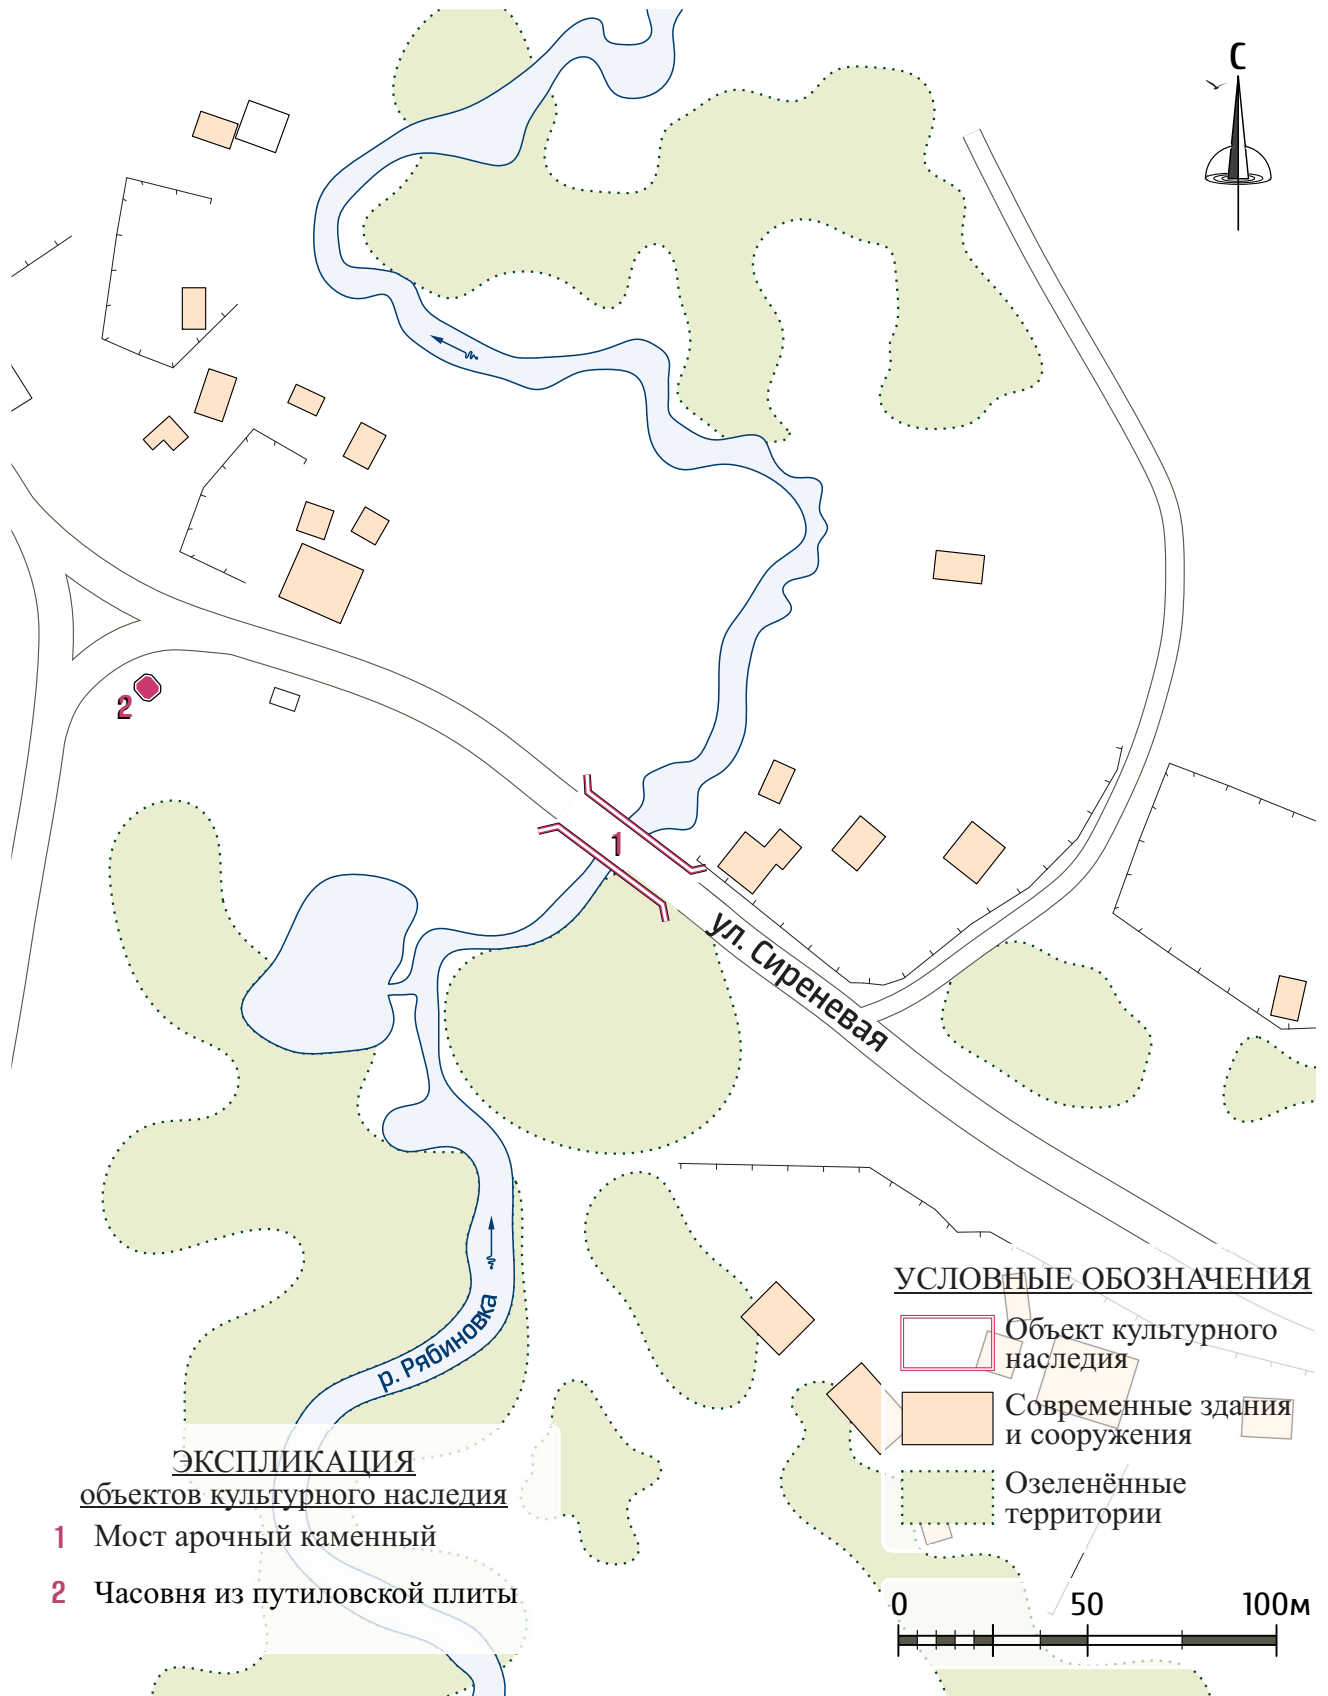 С
2
1
ул. Сиреневая
р. Рябиновка
УСЛОВНЫЕ ОБОЗНАЧЕНИЯ
Объект культурного
наследия
Современные здания
и сооружения
Озеленённые
территории
ЭКСПЛИКАЦИЯ
объектов культурного наследия
1 Мост арочный каменный
2 Часовня из путиловской плиты
0 50 100м